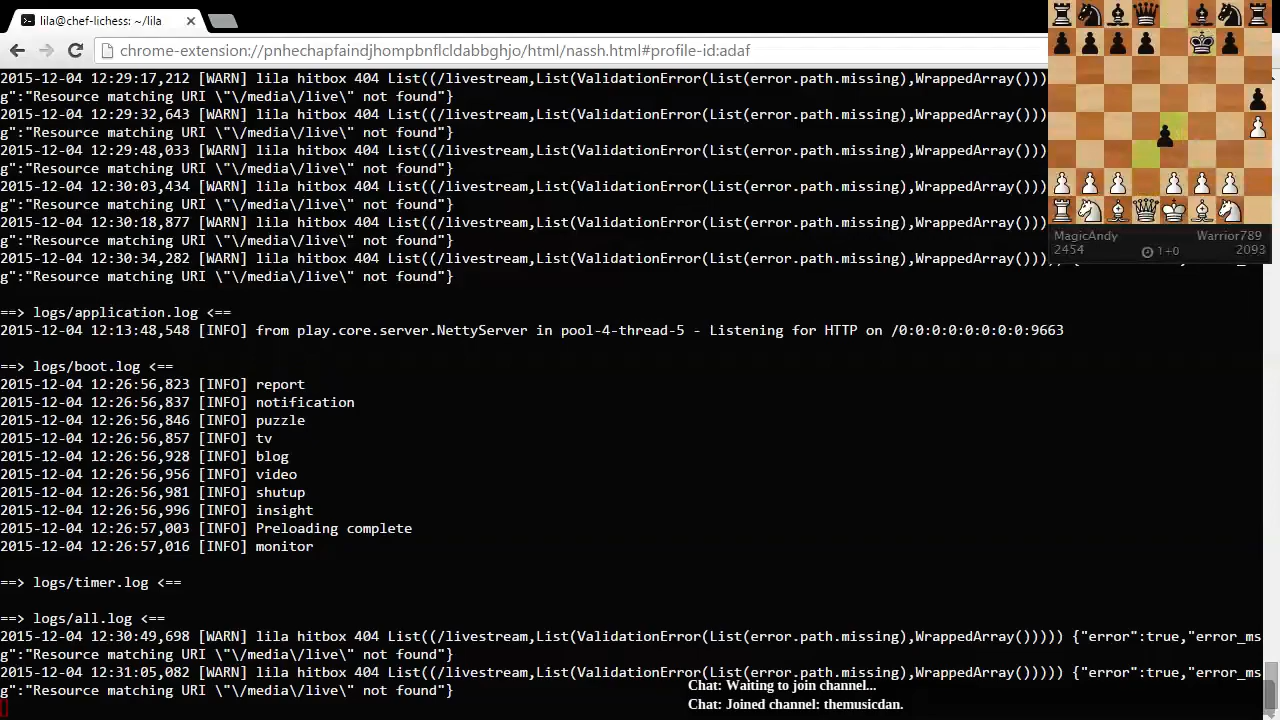 lila@chef-lichess: ~/lila
chrome-extension://pnhechapfaindjhompbnflcldabbghjo/html/nassh.html#profile-id:adaf
2015-12-04 12:29:17,212 [WARN] lila hitbox 404 List((/livestream,List(ValidationError(List(error.path.missing),WrappedArray()))
g":"Resource matching URI \"\/media\/live\" not found"}
2015-12-04 12:29:32,643 [WARN] lila hitbox 404 List((/livestream,List(ValidationError(List(error.path.missing),WrappedArray()))
g":"Resource matching URI \"\/media\/live\" not found"}
2015-12-04 12:29:48,033 [WARN] lila hitbox 404 List((/livestream,List(ValidationError(List(error.path.missing),WrappedArray()))
g":"Resource matching URI \"\/media\/live\" not found"}
2015-12-04 12:30:03,434 [WARN] lila hitbox 404 List((/livestream,List(ValidationError(List(error.path.missing),WrappedArray()))
g":"Resource matching URI \"\/media\/live\" not found"}
2015-12-04 12:30:18,877 [WARN] lila hitbox 404 List((/livestream,List(ValidationError(List(error.path.missing),WrappedArray()))
g":"Resource matching URI \"\/media\/live\" not found"}
2015-12-04 12:30:34,282 [WARN] lila hitbox 404 List((/livestream,List(ValidationError(List(error.path.missing),WrappedArray()))
g":"Resource matching URI \"\/media\/live\" not found"}
MagicAndy Warrior789
2454 1+0 2093
==> logs/application.log <==
2015-12-04 12:13:48,548 [INFO] from play.core.server.NettyServer in pool-4-thread-5 - Listening for HTTP on /0:0:0:0:0:0:0:0:9663
==> logs/boot.log <==
2015-12-04 12:26:56,823 [INFO] report
2015-12-04 12:26:56,837 [INFO] notification
2015-12-04 12:26:56,846 [INFO] puzzle
2015-12-04 12:26:56,857 [INFO] tv
2015-12-04 12:26:56,928 [INFO] blog
2015-12-04 12:26:56,956 [INFO] video
2015-12-04 12:26:56,981 [INFO] shutup
2015-12-04 12:26:56,996 [INFO] insight
2015-12-04 12:26:57,003 [INFO] Preloading complete
2015-12-04 12:26:57,016 [INFO] monitor
==> logs/timer.log <==
==> logs/all.log <==
2015-12-04 12:30:49,698 [WARN] lila hitbox 404 List((/livestream,List(ValidationError(List(error.path.missing),WrappedArray())))) {"error":true,"error_ms
g":"Resource matching URI \"\/media\/live\" not found"}
2015-12-04 12:31:05,082 [WARN] lila hitbox 404 List((/livestream,List(ValidationError(List(error.path.missing),WrappedArray())))) {"error":true,"error_ms
g":"Resource matching URI \"\/media\/live\" not found"}
Chat: Waiting to join channel...
Chat: Joined channel: themusicdan.